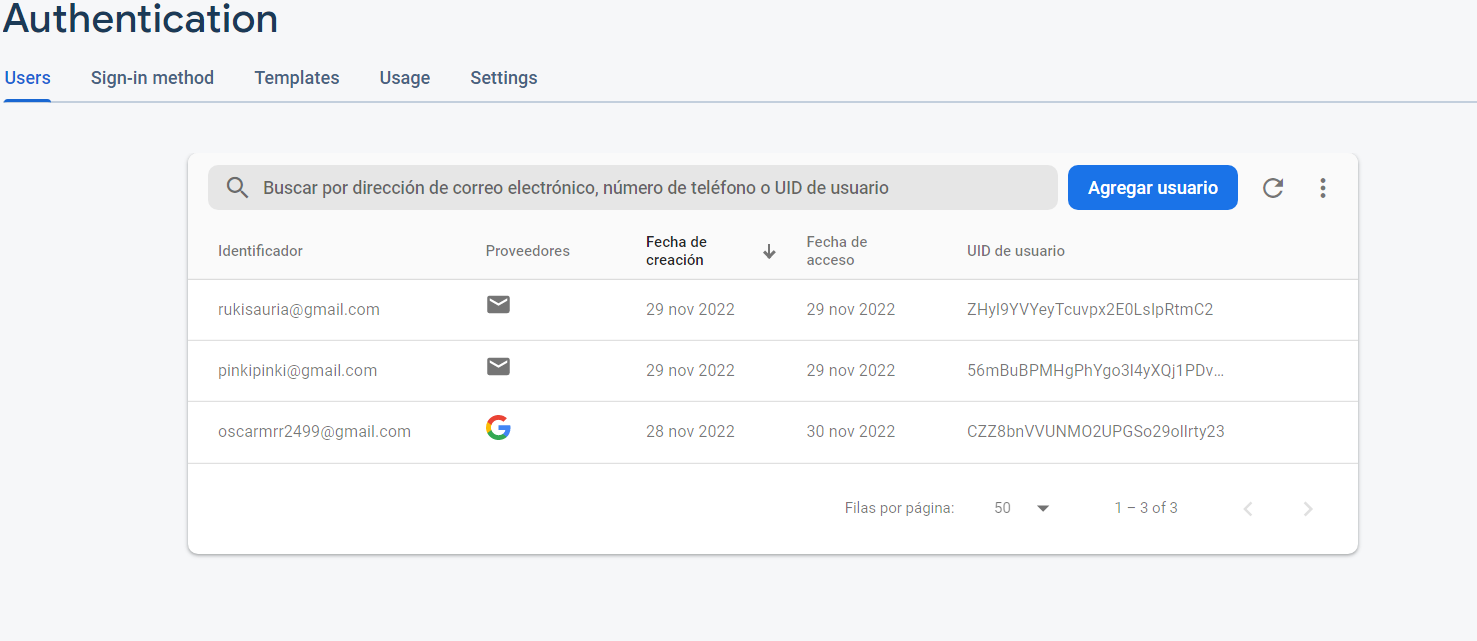 Authentication
Users Sign-in method Templates Usage Settings
Buscar por dirección de correo electrónico, número de teléfono o UID de usuario Agregar usuario
Identificador Proveedores Fecha de creación Fecha de acceso UID de usuario
rukisauria@gmail.com 29 nov 2022 29 nov 2022 ZHyI9YVYeyTcuvpx2E0LsIpRtmC2
pinkipinki@gmail.com 29 nov 2022 29 nov 2022 56mBuBPMHgPhYgo3I4yXQj1PDv…
oscarmrr2499@gmail.com 28 nov 2022 30 nov 2022 CZZ8bnVVUNMO2UPGSo29oIlrty23
Filas por página: 50 1 – 3 of 3